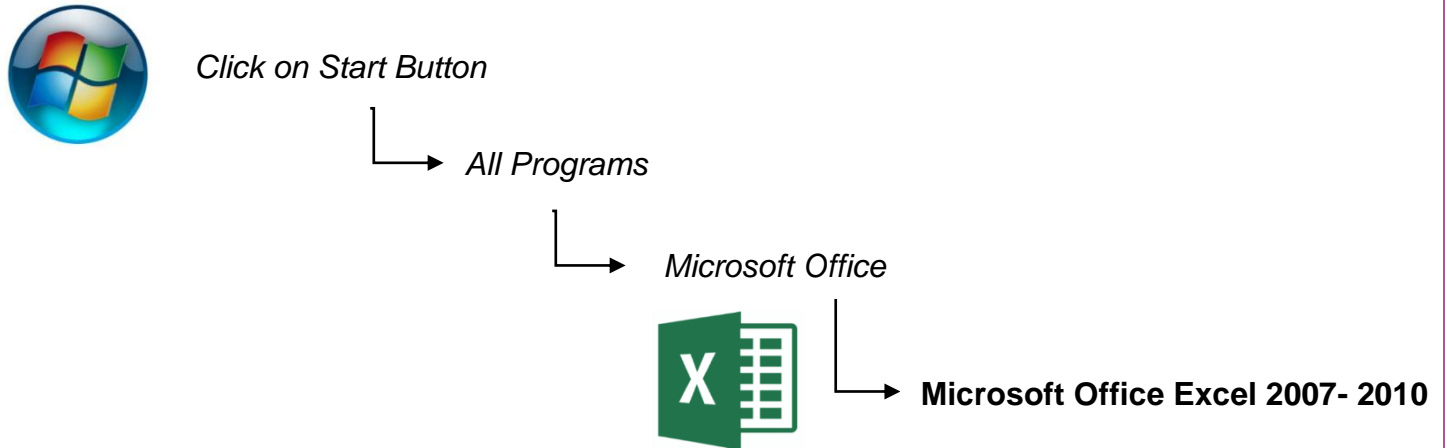 Click on Start Button
All Programs
Microsoft Office
X
Microsoft Office Excel 2007- 2010